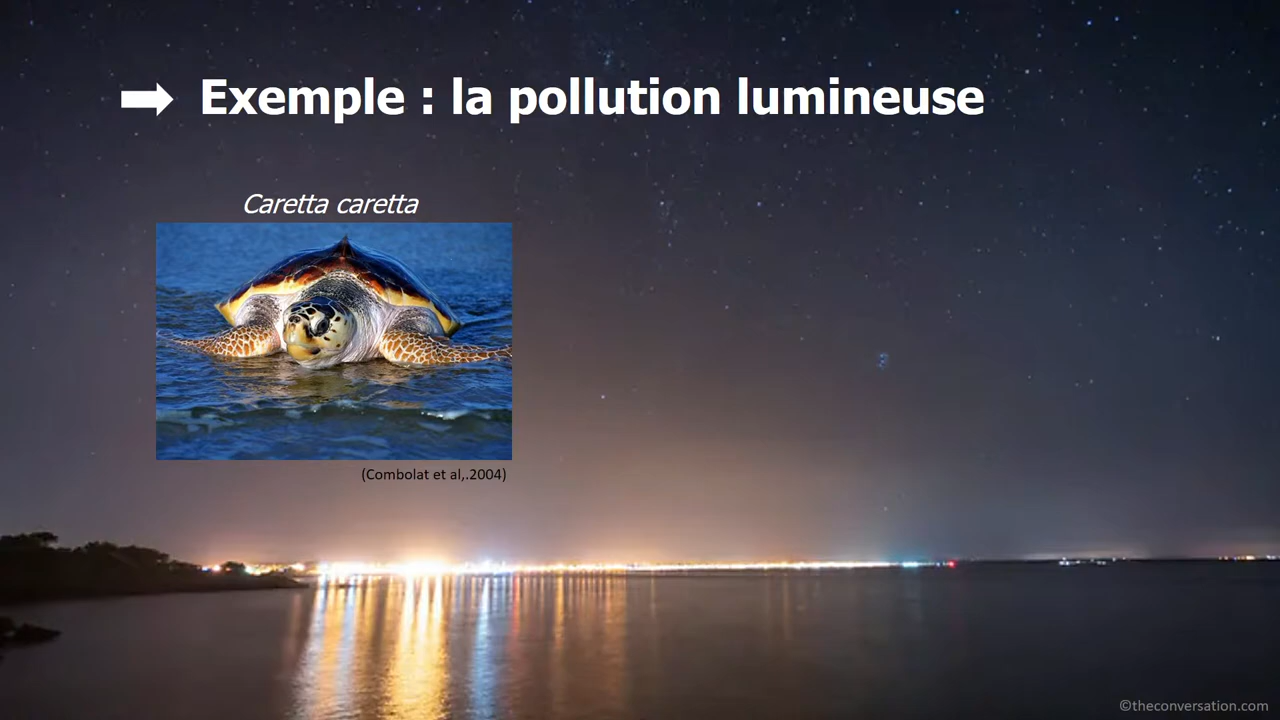 Exemple : la pollution lumineuse
Caretta caretta
(Combolat et al,.2004)
©theconversation.com